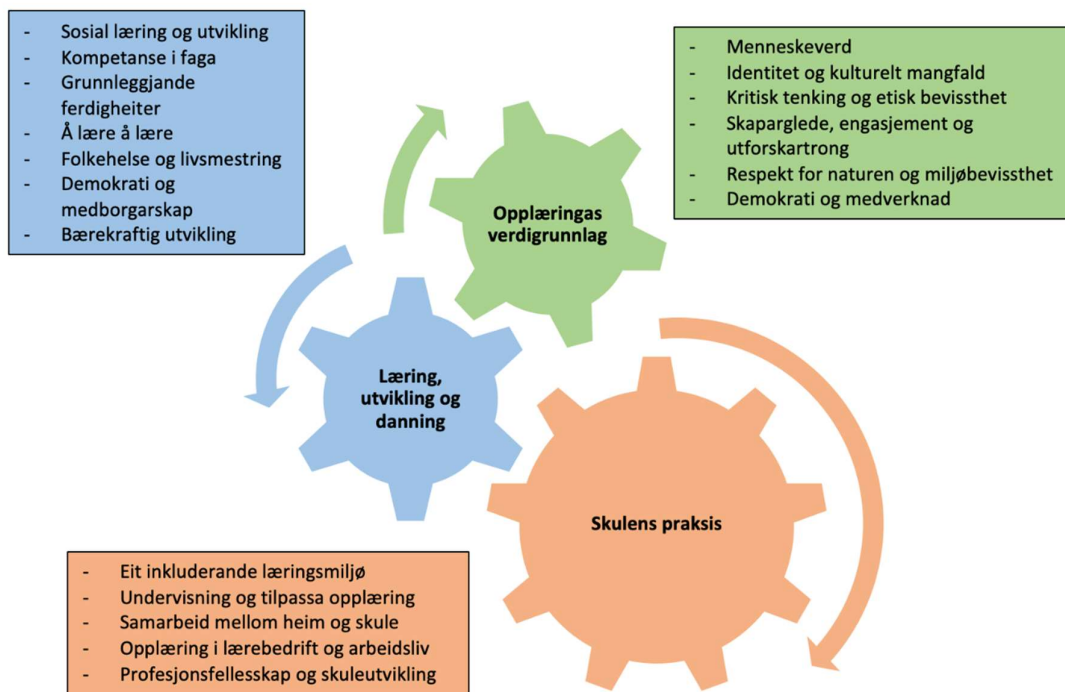 - Sosial læring og utvikling
- Kompetanse i faga
- Grunnleggjande
ferdigheiter
- Å lære å lære
- Folkehelse og livsmestring
- Demokrati og
medborgarskap
- Bærekraftig utvikling
- Menneskeverd
- Identitet og kulturelt mangfald
- Kritisk tenking og etisk bevissthet
- Skaparglede, engasjement og
utforskartrong
- Respekt for naturen og miljøbevissthet
- Demokrati og medverknad
Opplæringas
verdigrunnlag
Læring,
utvikling og
danning
Skulens praksis
- Eit inkluderande læringsmiljø
- Undervisning og tilpassa opplæring
- Samarbeid mellom heim og skule
- Opplæring i lærebedrift og arbeidsliv
- Profesjonsfellesskap og skuleutvikling